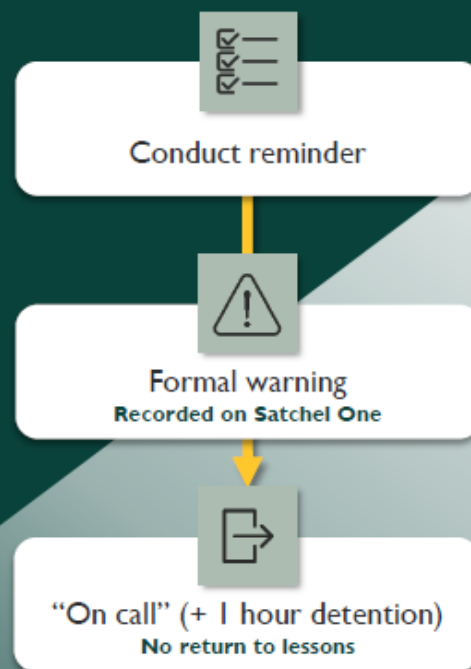 Conduct reminder
Formal warning
Recorded on Satchel One
“On call” (+ 1 hour detention)
No return to lessons